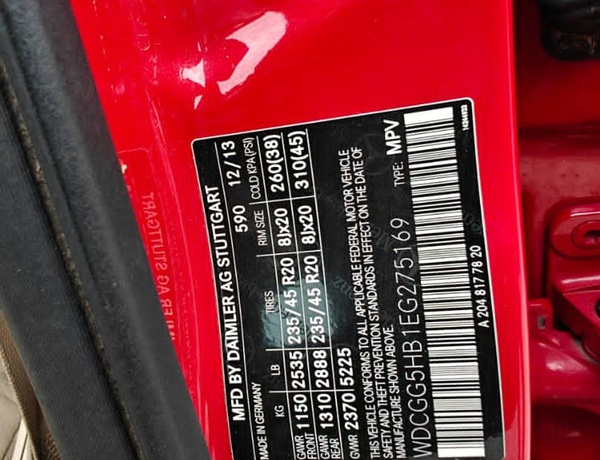 MFD BY DAIMLER AG STUTTGART
MADE IN GERMANY 590 12/13
KG LB TIRES RIM SIZE COLD KPA(PSI)
GAWR FRONT 1150 2535 235/45 R20 8Jx20 260(38)
GAWR REAR 1310 2888 235/45 R20 8Jx20 310(45)
GVWR 2370 5225
THIS VEHICLE CONFORMS TO ALL APPLICABLE FEDERAL MOTOR VEHICLE
SAFETY AND THEFT PREVENTION STANDARDS IN EFFECT ON THE DATE OF
MANUFACTURE SHOWN ABOVE.
WDCGG5HB1EG275169 TYPE: MPV
A 204 817 78 20